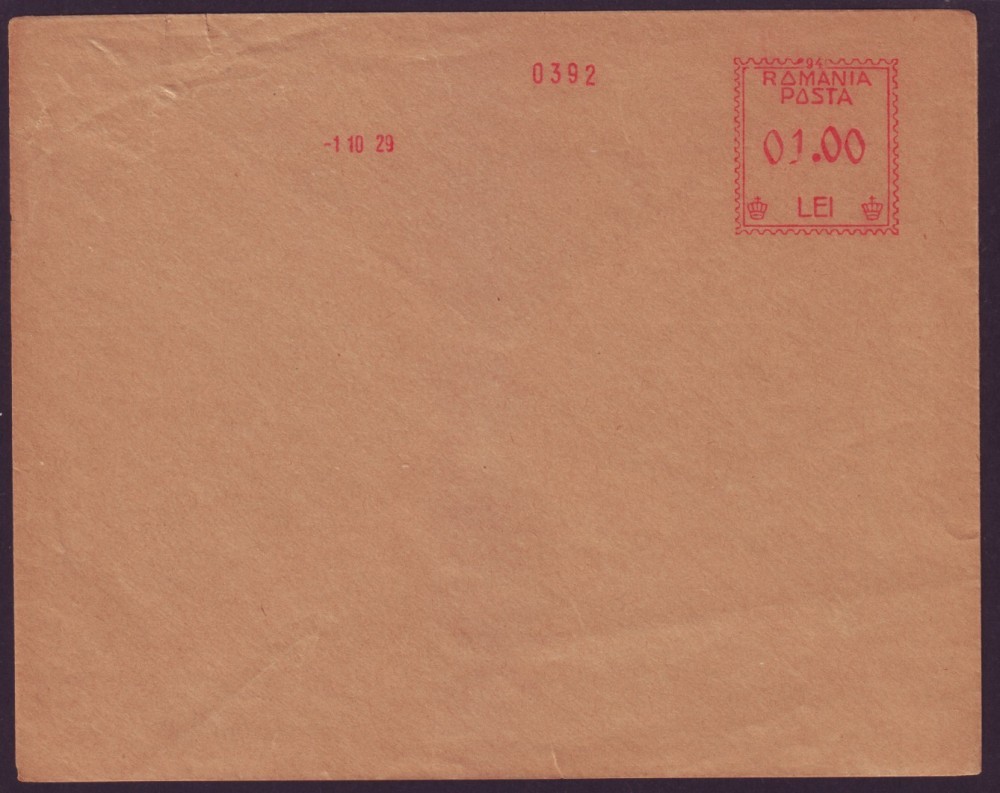 0392
-1 10 29
94
ROMANIA
POSTA
01.00
LEI